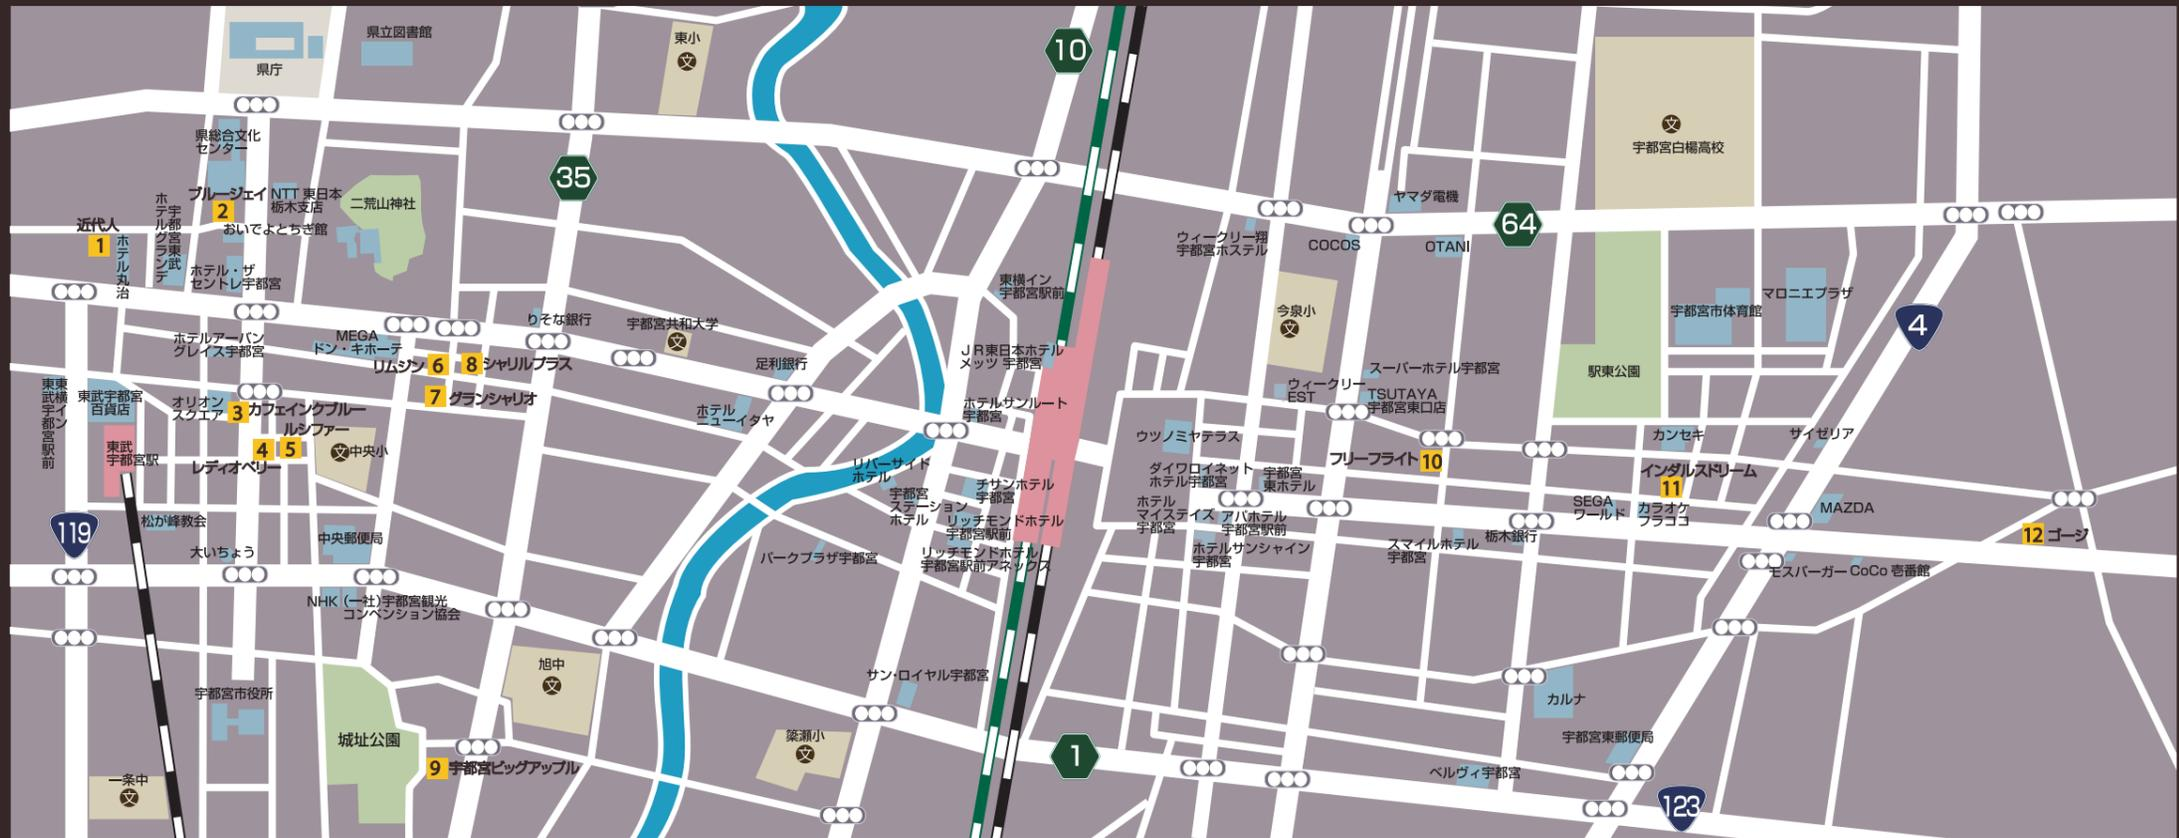 県庁
県立図書館
東小
文
10
県総合文化
センター
35
文
宇都宮白楊高校
ブルージェイ
2
NTT 東日本
栃木支店
二荒山神社
ヤマダ電機
64
近代人
1
ホテル丸治
宇都宮東武
ホテルグランデ
おいでよとちぎ館
ホテル・ザ
セントレ宇都宮
ウィークリー翔
宇都宮ホステル
COCOS
OTANI
東横イン
宇都宮駅前
今泉小
文
宇都宮市体育館
マロニエプラザ
4
ホテルアーバン
グレイス宇都宮
MEGA
ドン・キホーテ
りそな銀行
宇都宮共和大学
文
リムジン
6
8
シャリルプラス
7
グランシャリオ
足利銀行
JR東日本ホテル
メッツ 宇都宮
スーパーホテル宇都宮
駅東公園
東横イン
東武宇都宮駅前
東武宇都宮
百貨店
オリオン
スクエア
3
カフェインクブルー
ルシファー
4
5
レディオベリー
文
中央小
東武
宇都宮駅
ホテル
ニューイタヤ
ホテルサンルート
宇都宮
ウィークリー
EST
TSUTAYA
宇都宮東口店
ウツノミヤテラス
カンセキ
サイゼリア
リバーサイド
ホテル
ダイワロイネット
ホテル宇都宮
宇都宮
東ホテル
フリーフライト
10
インダルスドリーム
11
宇都宮
ステーション
ホテル
チサンホテル
宇都宮
ホテル
マイステイズ
宇都宮
アパホテル
宇都宮駅前
SEGA
ワールド
カラオケ
フラココ
MAZDA
119
松が峰教会
中央郵便局
リッチモンドホテル
宇都宮駅前
栃木銀行
12
ゴージ
大いちょう
パークプラザ宇都宮
リッチモンドホテル
宇都宮駅前アネックス
ホテルサンシャイン
宇都宮
スマイルホテル
宇都宮
モスバーガー
CoCo 壱番館
NHK
(一社)宇都宮観光
コンベンション協会
旭中
文
サン・ロイヤル宇都宮
宇都宮市役所
カルナ
城址公園
簗瀬小
文
1
宇都宮東郵便局
9
宇都宮ビッグアップル
ベルヴィ宇都宮
一条中
文
123